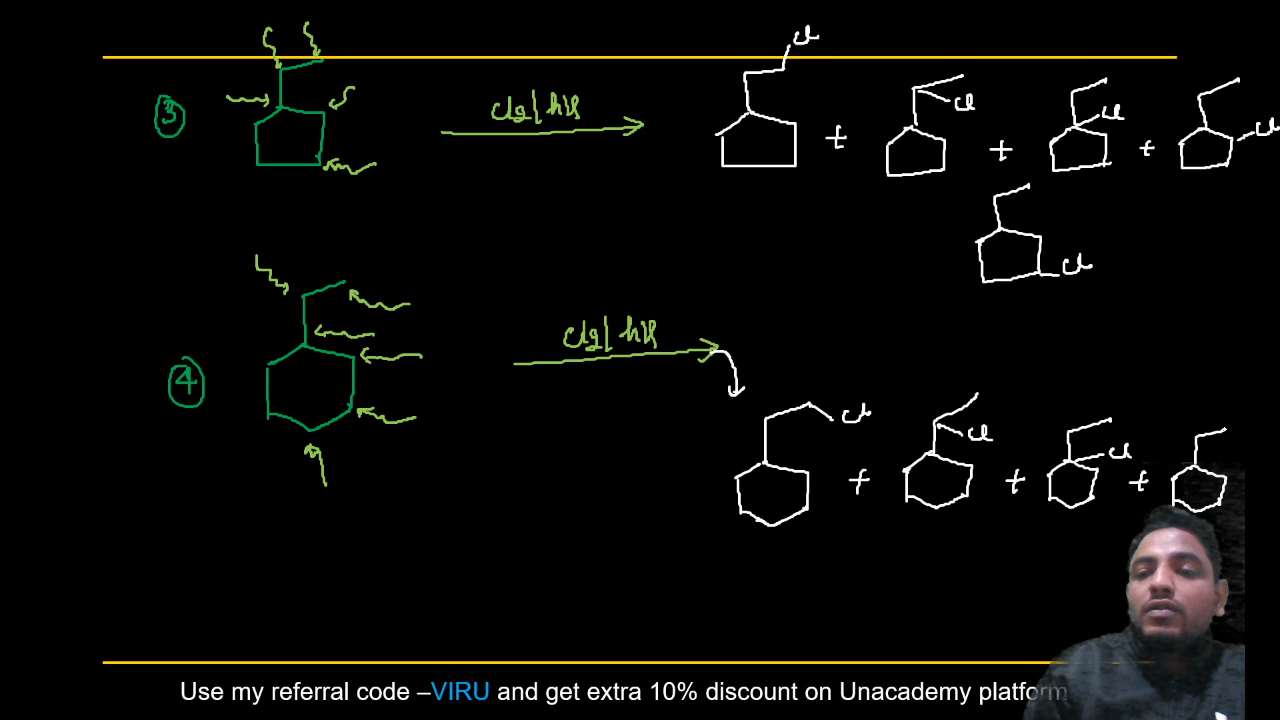 ③ Cl₂/hν Cl + Cl + Cl + Cl
Cl
④ Cl₂/hν
Cl + Cl + Cl +
Use my referral code –VIRU and get extra 10% discount on Unacademy platform